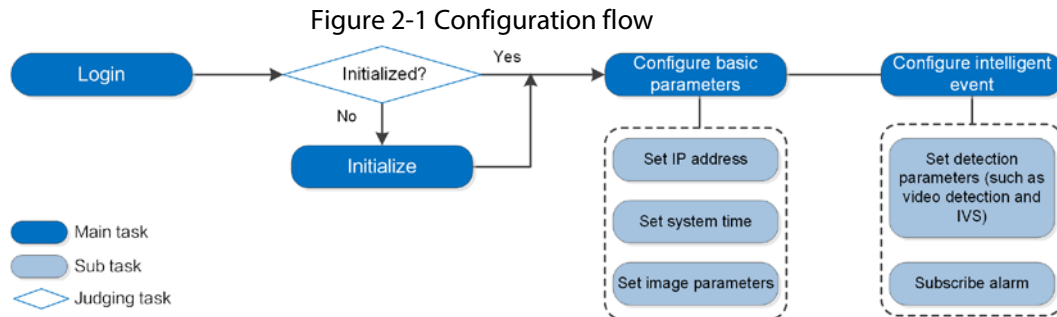 Figure 2-1 Configuration flow
Login
Initialized?
Yes
No
Initialize
Configure basic
parameters
Configure intelligent
event
Set IP address
Set system time
Set image parameters
Set detection
parameters (such as
video detection and
IVS)
Subscribe alarm
Main task
Sub task
Judging task